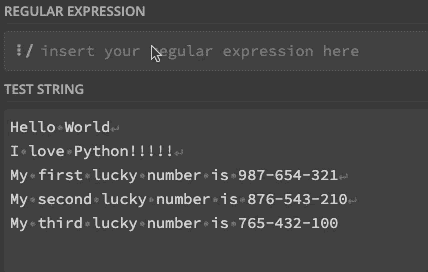 REGULAR EXPRESSION
/ insert your regular expression here
TEST STRING
Hello World
I love Python!!!!!
My first lucky number is 987-654-321
My second lucky number is 876-543-210
My third lucky number is 765-432-100